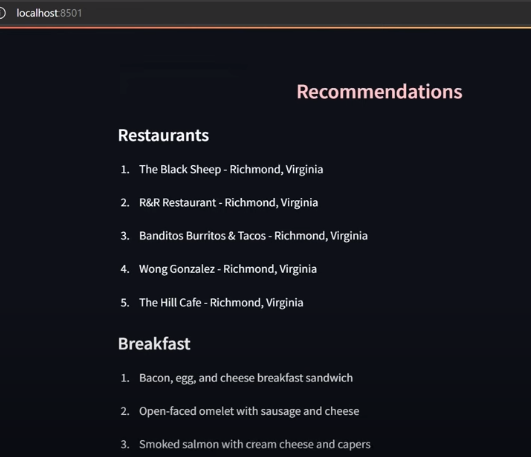 localhost:8501
Recommendations
Restaurants
1. The Black Sheep - Richmond, Virginia
2. R&R Restaurant - Richmond, Virginia
3. Banditos Burritos & Tacos - Richmond, Virginia
4. Wong Gonzalez - Richmond, Virginia
5. The Hill Cafe - Richmond, Virginia
Breakfast
1. Bacon, egg, and cheese breakfast sandwich
2. Open-faced omelet with sausage and cheese
3. Smoked salmon with cream cheese and capers